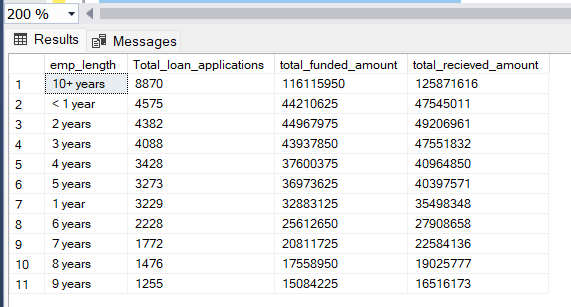 200 %
Results Messages
emp_length Total_loan_applications total_funded_amount total_recieved_amount
1 10+ years 8870 116115950 125871616
2 < 1 year 4575 44210625 47545011
3 2 years 4382 44967975 49206961
4 3 years 4088 43937850 47551832
5 4 years 3428 37600375 40964850
6 5 years 3273 36973625 40397571
7 1 year 3229 32883125 35498348
8 6 years 2228 25612650 27908658
9 7 years 1772 20811725 22584136
10 8 years 1476 17558950 19025777
11 9 years 1255 15084225 16516173